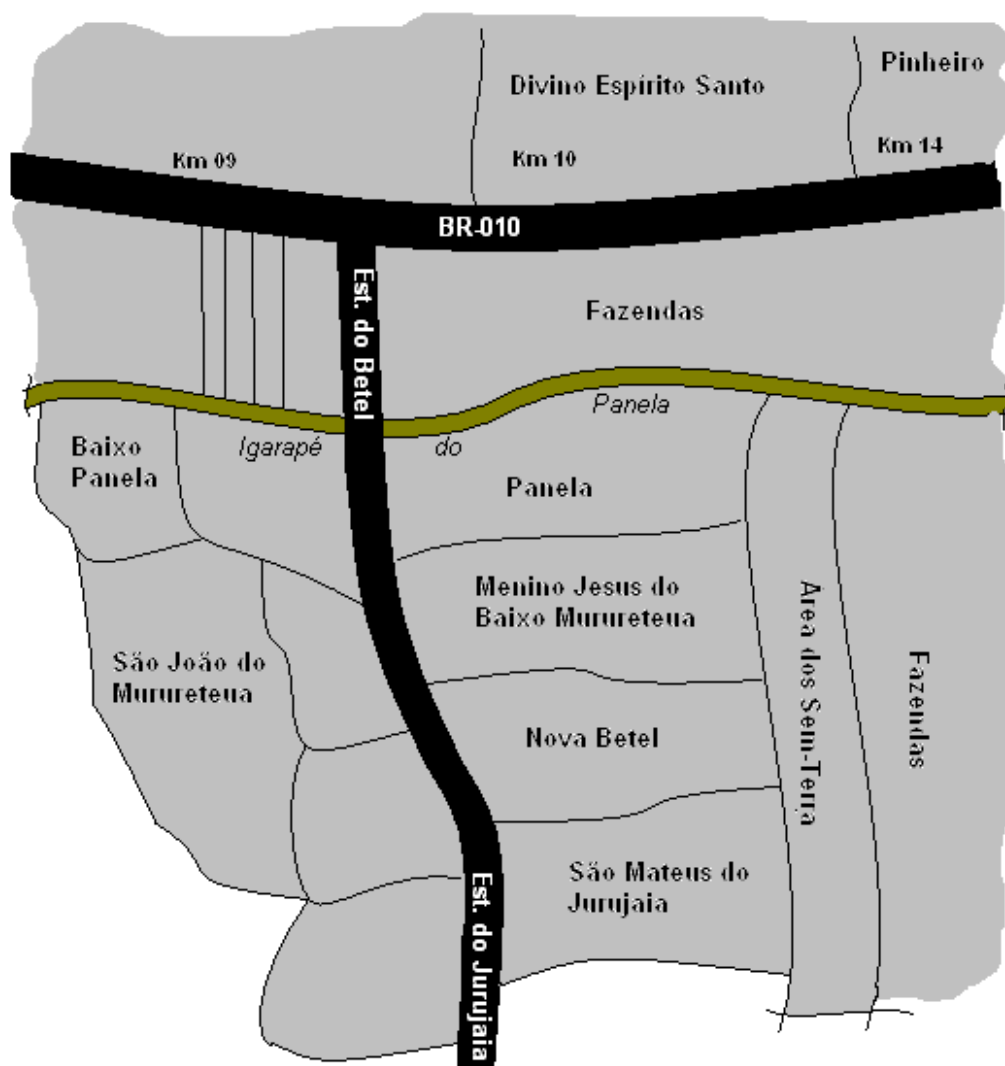 Pinheiro
Divino Espírito Santo
Km 09
Km 10
Km 14
BR-010
Est. do Betel
Fazendas
Igarapé do Panela
Baixo
Panela
Panela
Menino Jesus do
Baixo Murureteua
Área dos Sem-Terra
São João do
Murureteua
Fazendas
Nova Betel
São Mateus do
Jurujaia
Est. do Jurujaia